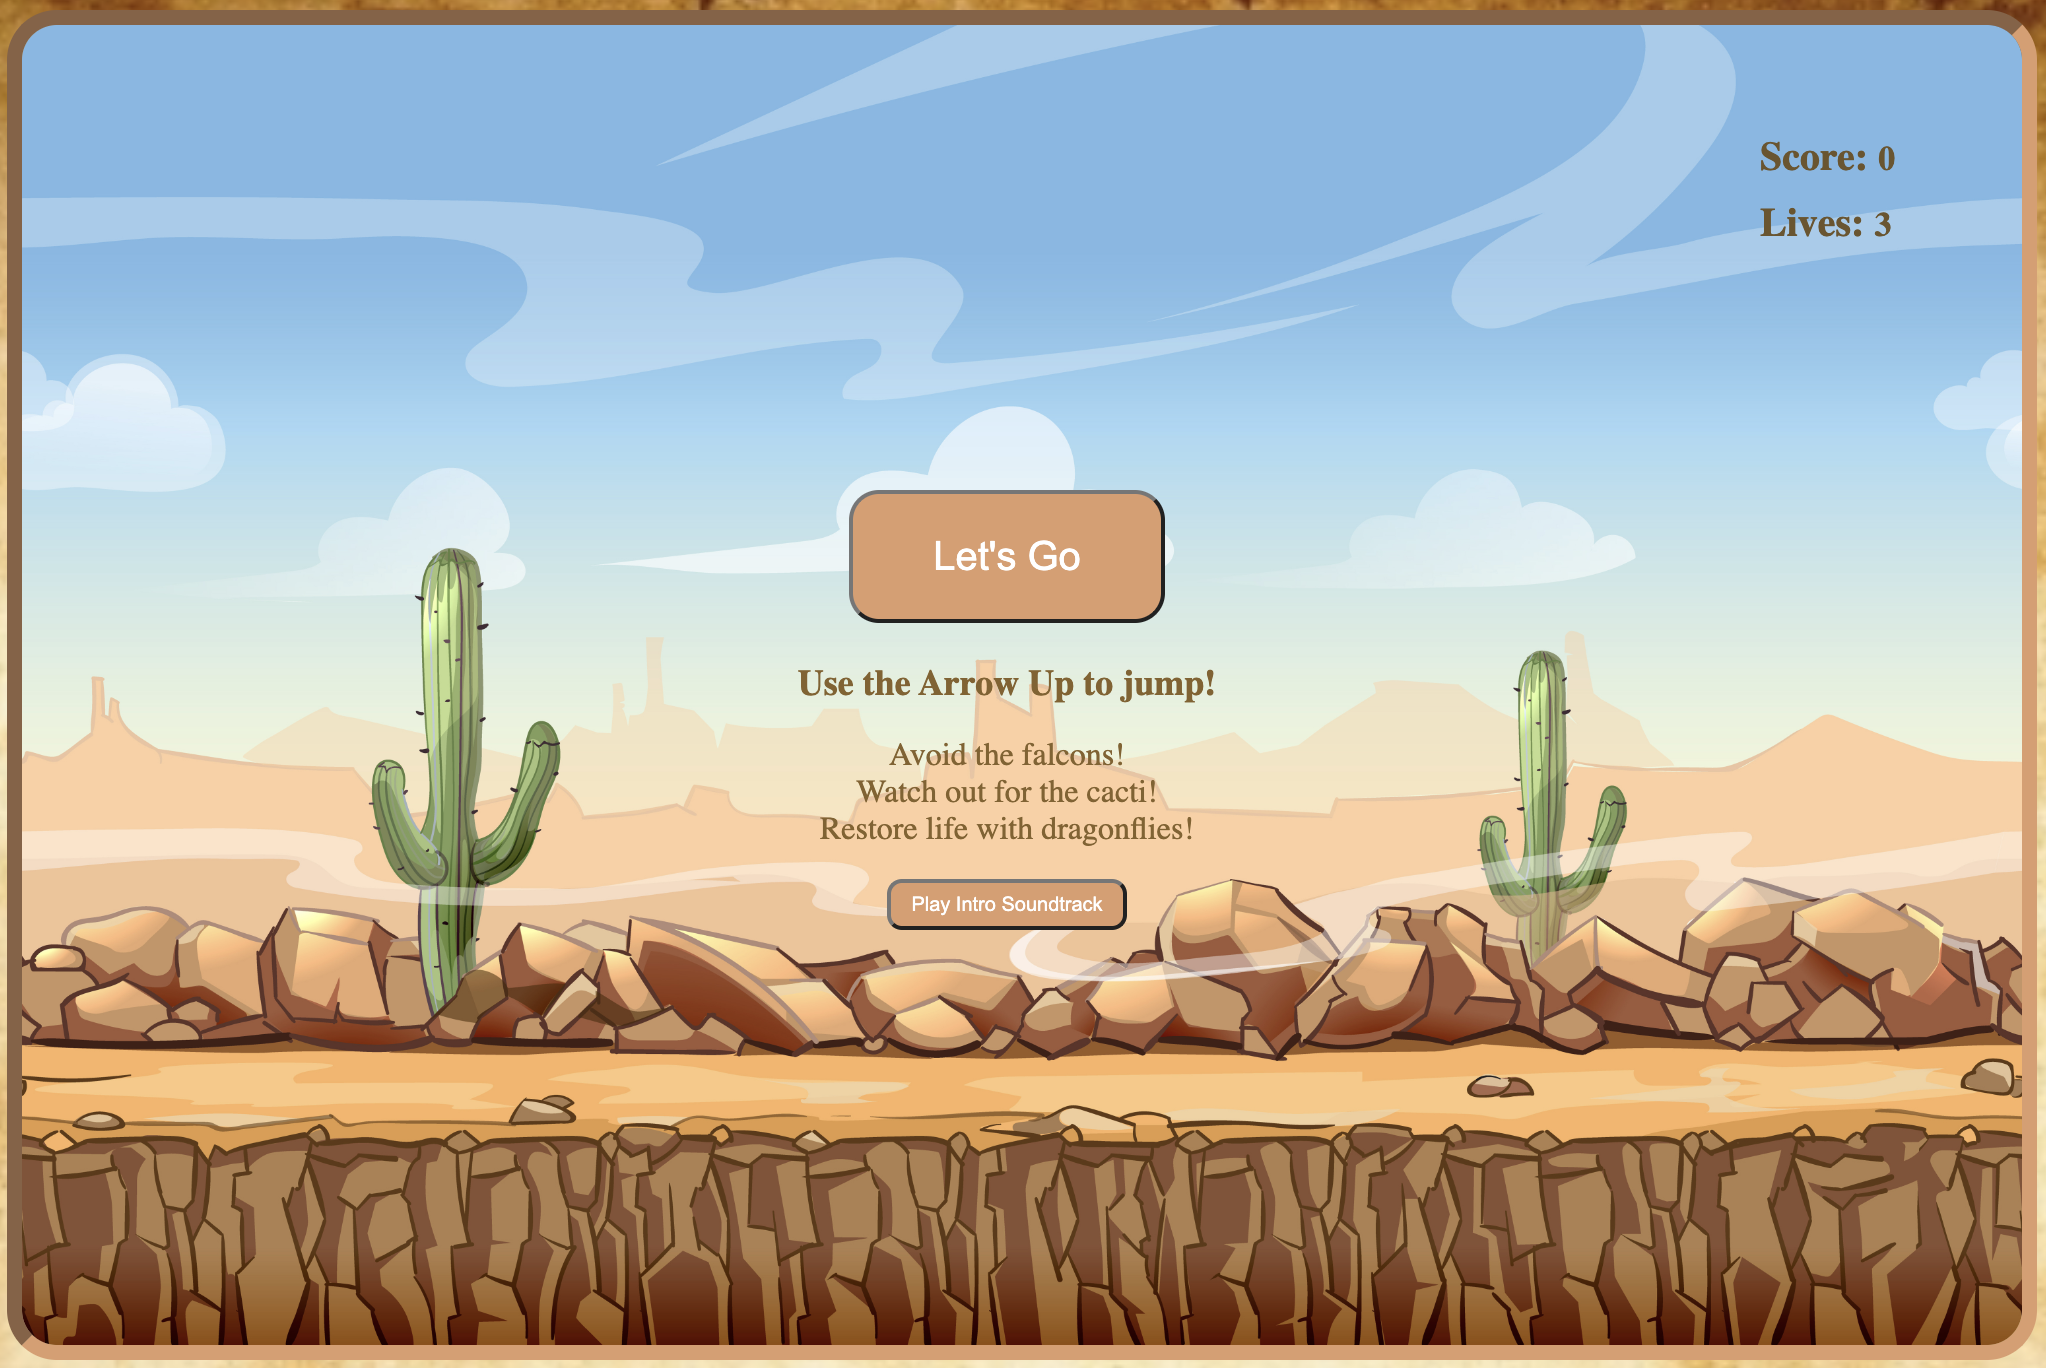 Score: 0
Lives: 3
Let's Go
Use the Arrow Up to jump!
Avoid the falcons!
Watch out for the cacti!
Restore life with dragonflies!
Play Intro Soundtrack